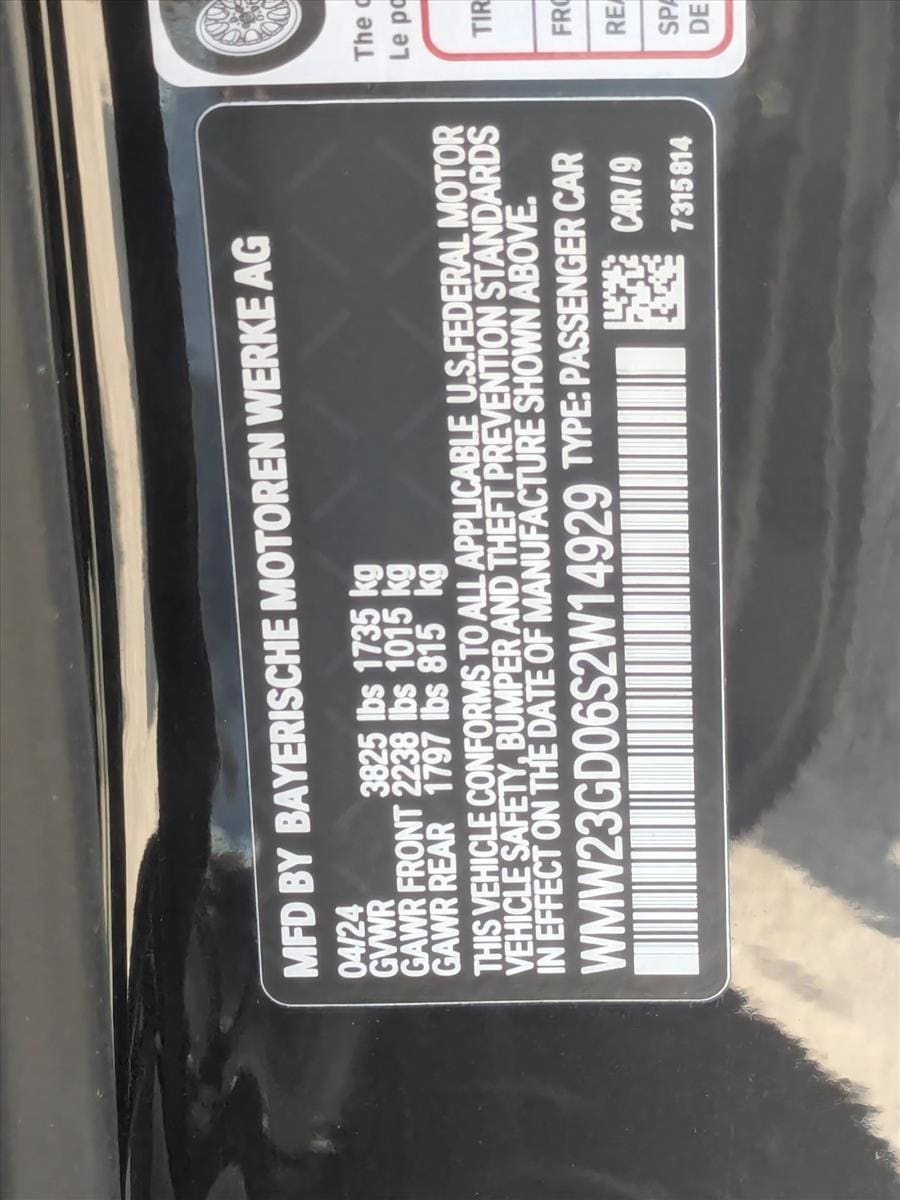 The
Le
TIR
FRO
REA
SPA
DE
MFD BY BAYERISCHE MOTOREN WERKE AG
04/24
GVWR 3825 lbs 1735 kg
GAWR FRONT 2238 lbs 1015 kg
GAWR REAR 1797 lbs 815 kg
THIS VEHICLE CONFORMS TO ALL APPLICABLE U.S.FEDERAL MOTOR
VEHICLE SAFETY, BUMPER AND THEFT PREVENTION STANDARDS
IN EFFECT ON THE DATE OF MANUFACTURE SHOWN ABOVE.
WMW23GD06S2W14929 TYPE: PASSENGER CAR
C4R/9
7315814